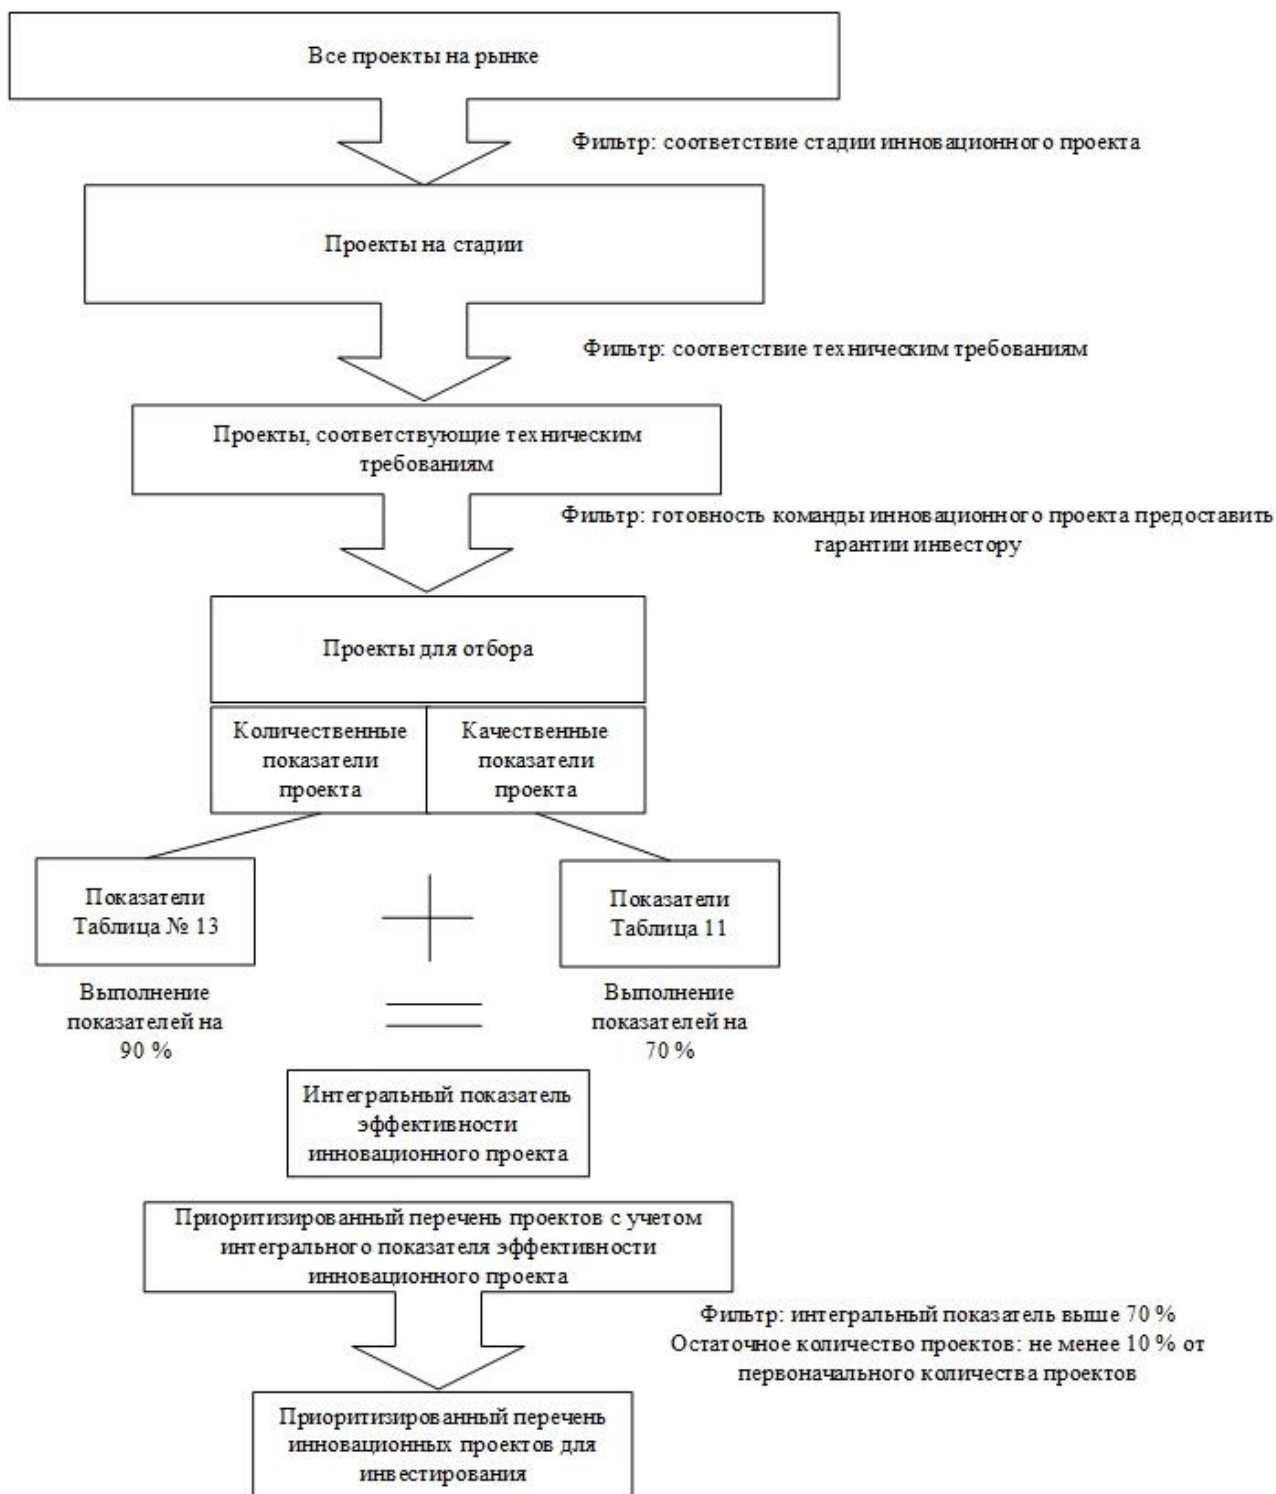 Все проекты на рынке
Фильтр: соответствие стадии инновационного проекта
Проекты на стадии
Фильтр: соответствие техническим требованиям
Проекты, соответствующие техническим
требованиям
Фильтр: готовность команды инновационного проекта предоставить
гарантии инвестору
Проекты для отбора
Количественные
показатели
проекта
Качественные
показатели
проекта
Показатели
Таблица № 13
Показатели
Таблица 11
Выполнение
показателей на
90 %
Выполнение
показателей на
70 %
Интегральный показатель
эффективности
инновационного проекта
Приоритизированный перечень проектов с учетом
интегрального показателя эффективности
инновационного проекта
Фильтр: интегральный показатель выше 70 %
Остаточное количество проектов: не менее 10 % от
первоначального количества проектов
Приоритизированный перечень
инновационных проектов для
инвестирования